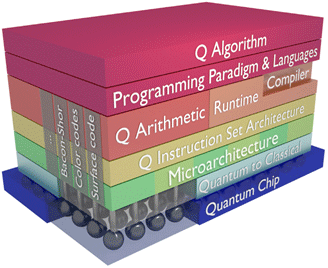 Q Algorithm
Programming Paradigm & Languages
Compiler
Q Arithmetic
Runtime
Q Instruction Set Architecture
Microarchitecture
Quantum to Classical
Quantum Chip
...
Bacon-Shor
Color codes
Surface codes